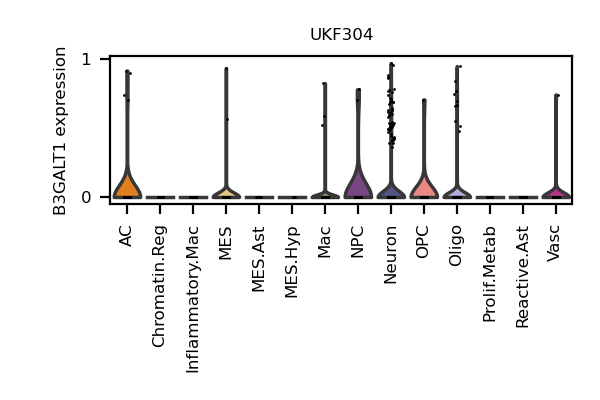 UKF304
B3GALT1 expression
1
0
AC
Chromatin.Reg
Inflammatory.Mac
MES
MES.Ast
MES.Hyp
Mac
NPC
Neuron
OPC
Oligo
Prolif.Metab
Reactive.Ast
Vasc